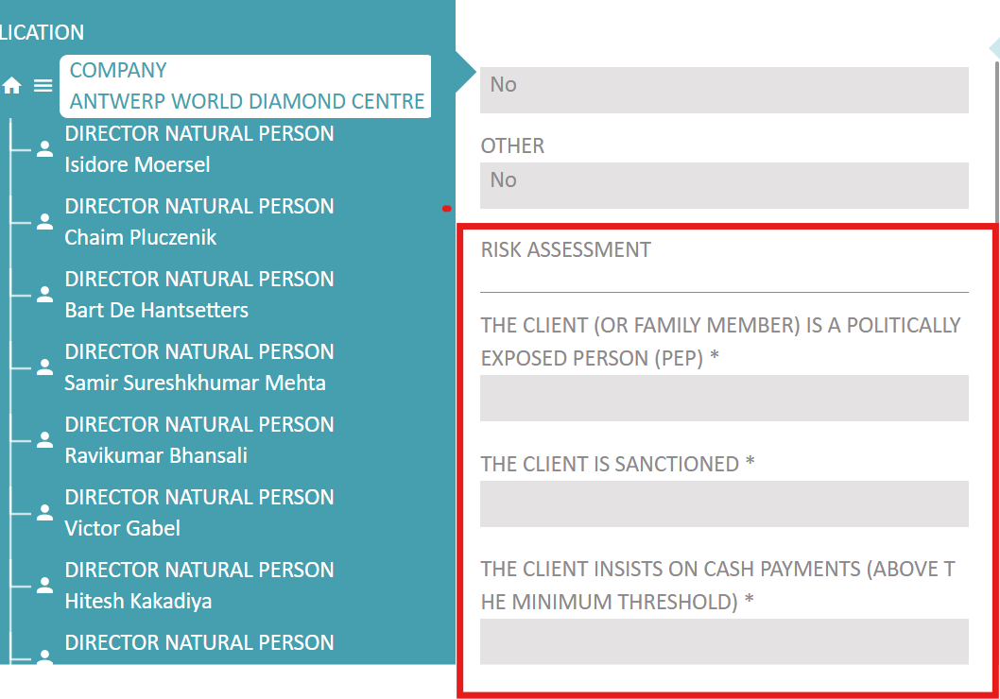 LICATION
COMPANY
ANTWERP WORLD DIAMOND CENTRE
DIRECTOR NATURAL PERSON
Isidore Moersel
DIRECTOR NATURAL PERSON
Chaim Pluczenik
DIRECTOR NATURAL PERSON
Bart De Hantsetters
DIRECTOR NATURAL PERSON
Samir Sureshkhumar Mehta
DIRECTOR NATURAL PERSON
Ravikumar Bhansali
DIRECTOR NATURAL PERSON
Victor Gabel
DIRECTOR NATURAL PERSON
Hitesh Kakadiya
DIRECTOR NATURAL PERSON
No
OTHER
No
RISK ASSESSMENT
THE CLIENT (OR FAMILY MEMBER) IS A POLITICALLY
EXPOSED PERSON (PEP) *
THE CLIENT IS SANCTIONED *
THE CLIENT INSISTS ON CASH PAYMENTS (ABOVE T
HE MINIMUM THRESHOLD) *